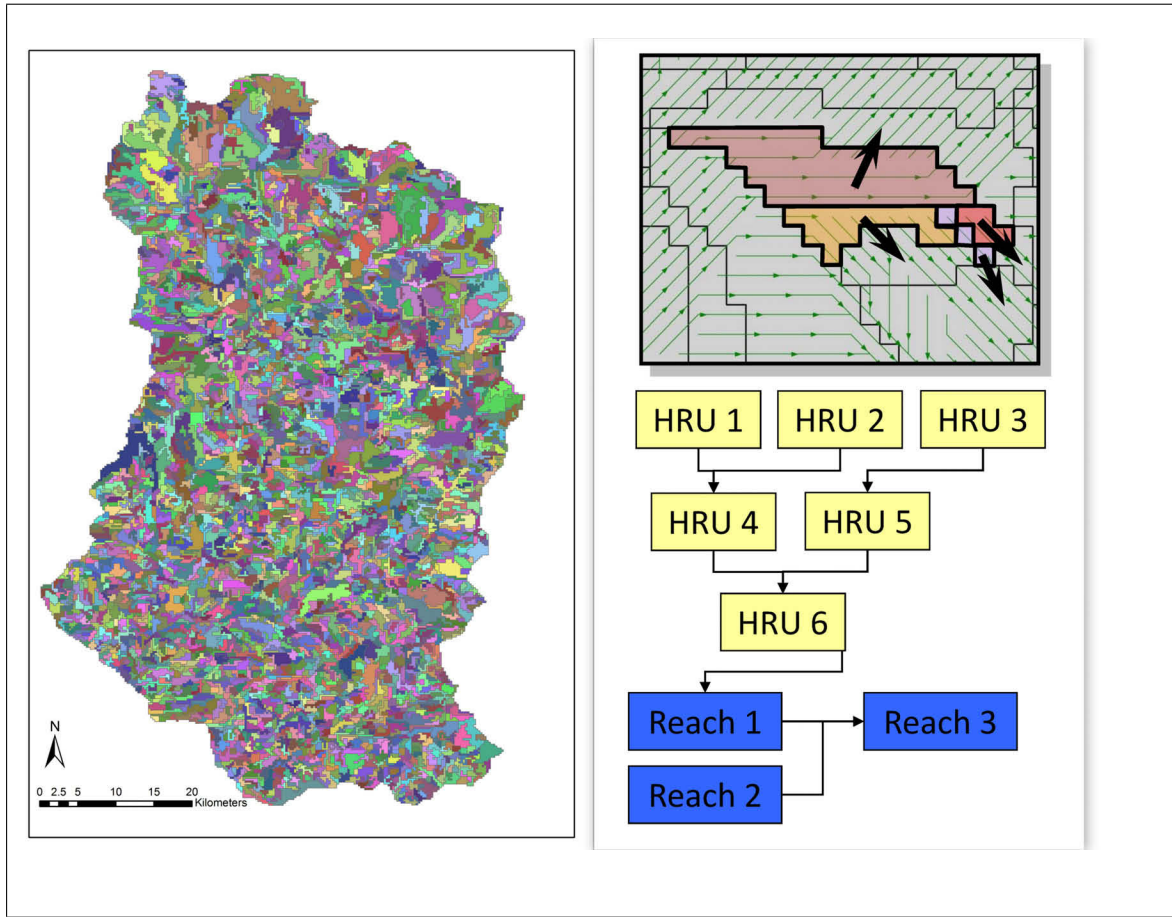 N
0 2.5 5 10 15 20
Kilometers
HRU 1 HRU 2 HRU 3
HRU 4 HRU 5
HRU 6
Reach 1 Reach 3
Reach 2